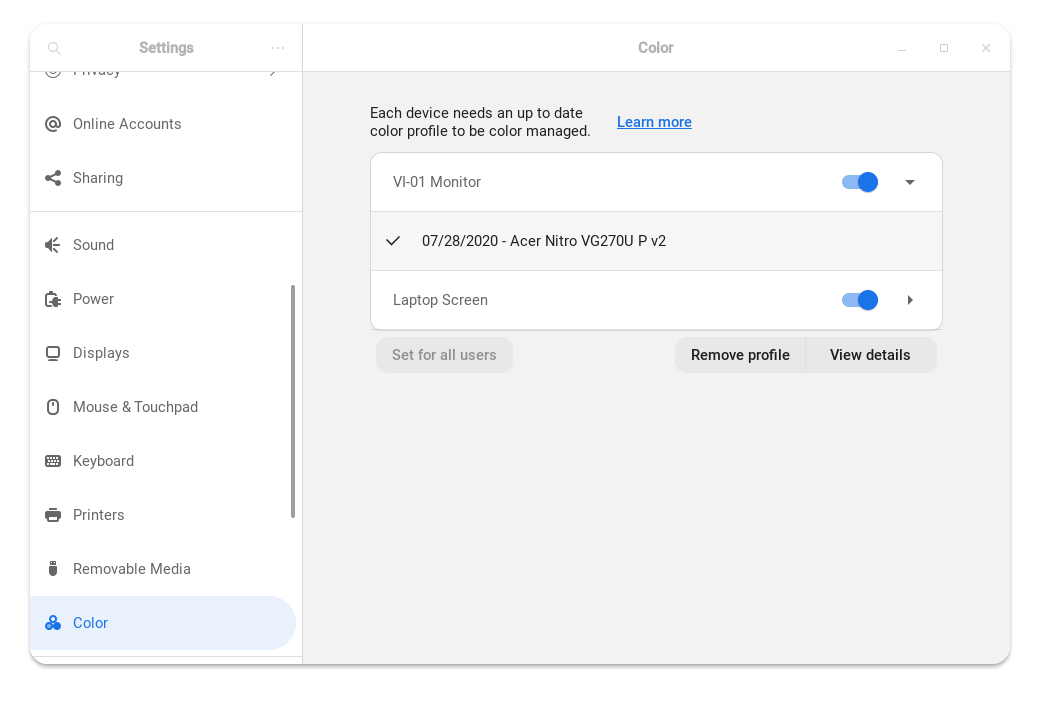 Settings
Color
Privacy
Online Accounts
Sharing
Sound
Power
Displays
Mouse & Touchpad
Keyboard
Printers
Removable Media
Color
Each device needs an up to date
color profile to be color managed.
Learn more
VI-01 Monitor
07/28/2020 - Acer Nitro VG270U P v2
Laptop Screen
Set for all users
Remove profile
View details